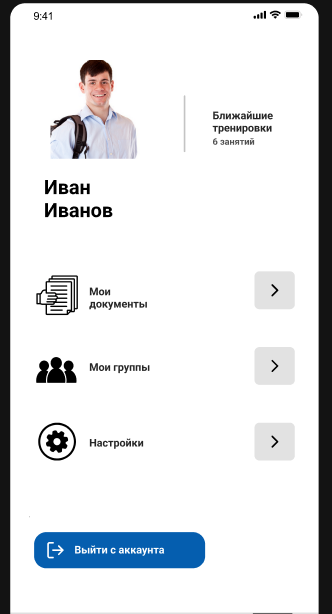 9:41
Ближайшие
тренировки
6 занятий
Иван
Иванов
Мои
документы
Мои группы
Настройки
Выйти с аккаунта